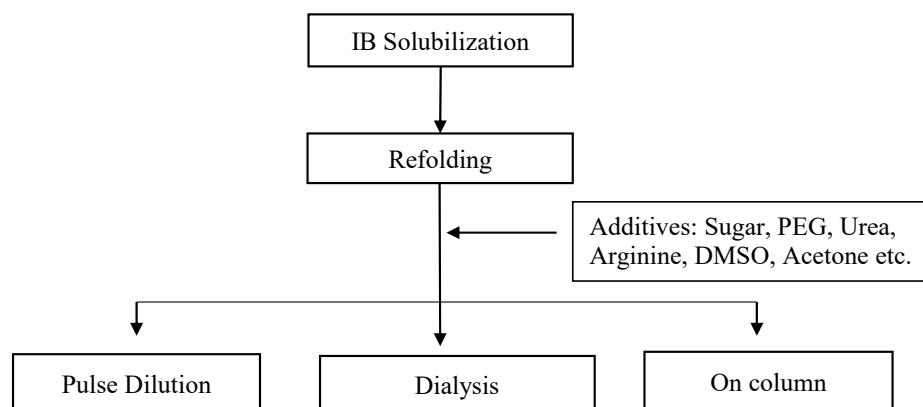 IB Solubilization
Refolding
Additives: Sugar, PEG, Urea,
Arginine, DMSO, Acetone etc.
Pulse Dilution
Dialysis
On column